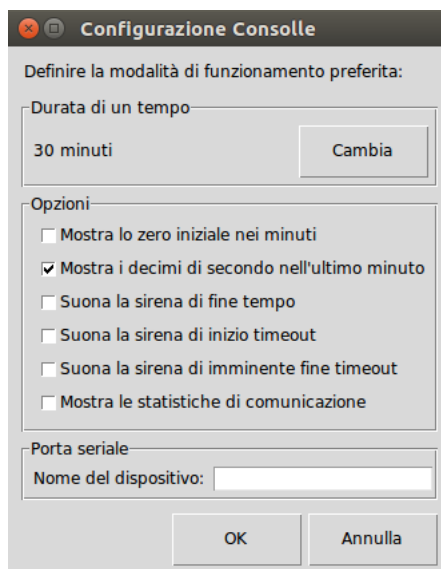 Configurazione Consolle
Definire la modalità di funzionamento preferita:
Durata di un tempo
30 minuti
Cambia
Opzioni
Mostra lo zero iniziale nei minuti
Mostra i decimi di secondo nell'ultimo minuto
Suona la sirena di fine tempo
Suona la sirena di inizio timeout
Suona la sirena di imminente fine timeout
Mostra le statistiche di comunicazione
Porta seriale
Nome del dispositivo:
OK
Annulla